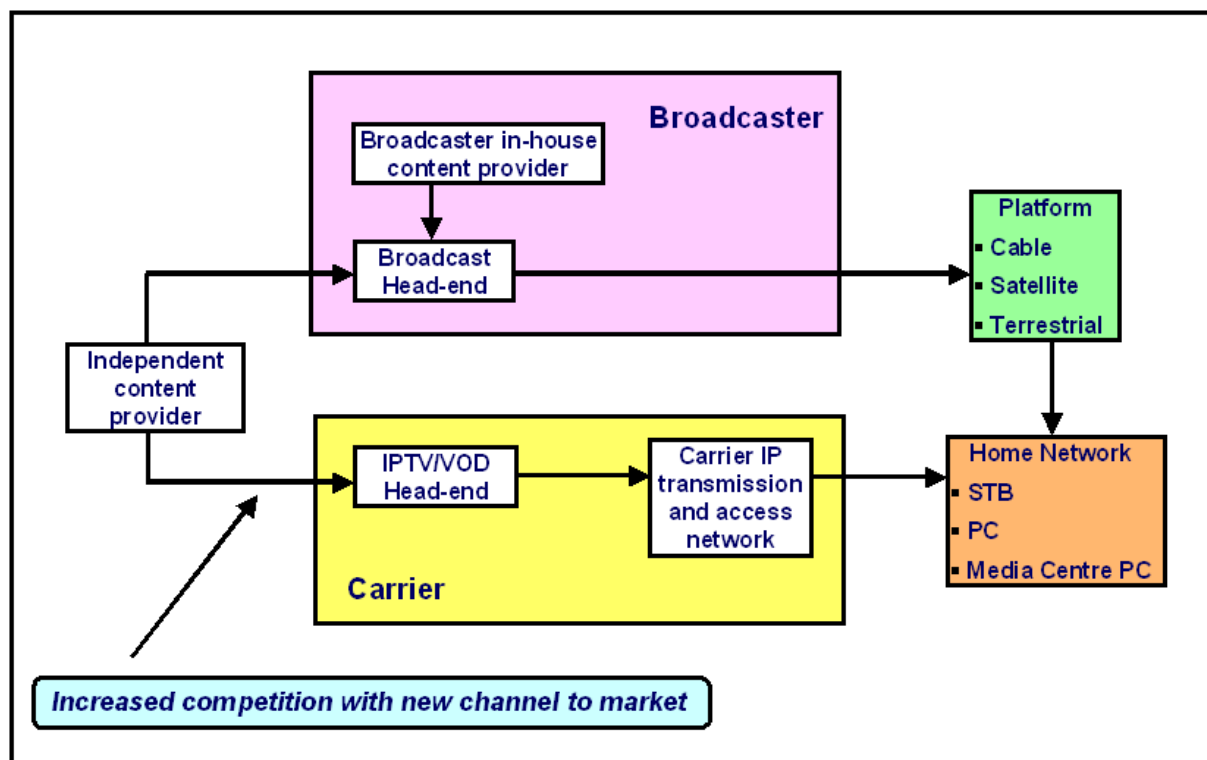 Broadcaster
Broadcaster in-house
content provider
Broadcast
Head-end
Platform
▪ Cable
▪ Satellite
▪ Terrestrial
Independent
content
provider
IPTV/VOD
Head-end
Carrier IP
transmission
and access
network
Carrier
Home Network
▪ STB
▪ PC
▪ Media Centre PC
Increased competition with new channel to market